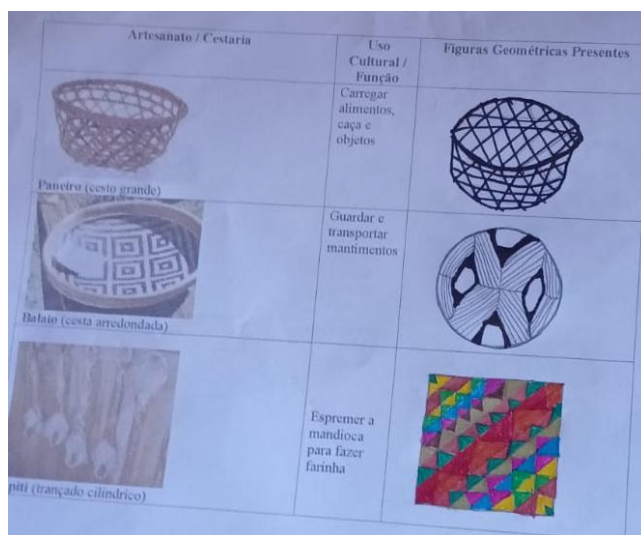 Artesanato / Cestaria
Uso
Cultural /
Função
Figuras Geométricas Presentes
Paneiro (cesto grande)
Carregar
alimentos,
caça e
objetos
Balaio (cesta arredondada)
Guardar e
transportar
mantimentos
piti (trançado cilíndrico)
Espremer a
mandioca
para fazer
farinha